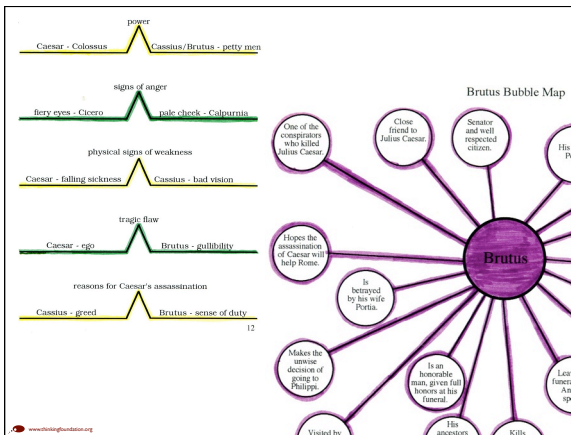 power
Caesar - Colossus
Cassius/Brutus - petty men
signs of anger
fiery eyes - Cicero
pale cheek - Calpurnia
physical signs of weakness
Caesar - falling sickness
Cassius - bad vision
tragic flaw
Caesar - ego
Brutus - gullibility
reasons for Caesar's assassination
Cassius - greed
Brutus - sense of duty
12
www.thinkingfoundation.org
Brutus Bubble Map
One of the
conspirators
who killed
Julius Caesar.
Close
friend to
Julius Caesar.
Senator
and well
respected
citizen.
His
Brutus
Hopes the
assassination
of Caesar will
help Rome.
Is
betrayed
by his wife
Portia.
Makes the
unwise
decision of
going to
Philippi.
Is an
honorable
man, given full
honors at his
funeral.
Visited by
His
ancestors
Kills